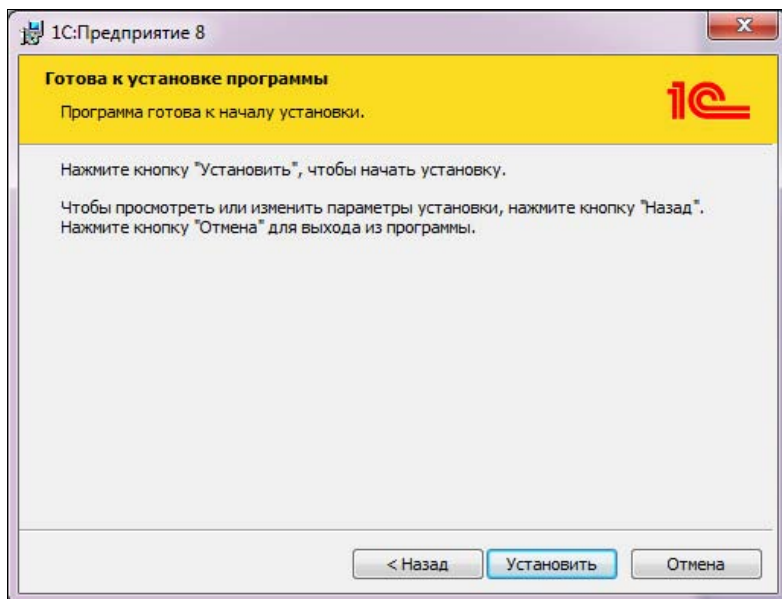 1С:Предприятие 8
Готова к установке программы
Программа готова к началу установки.
1С
Нажмите кнопку "Установить", чтобы начать установку.
Чтобы просмотреть или изменить параметры установки, нажмите кнопку "Назад".
Нажмите кнопку "Отмена" для выхода из программы.
< Назад
Установить
Отмена